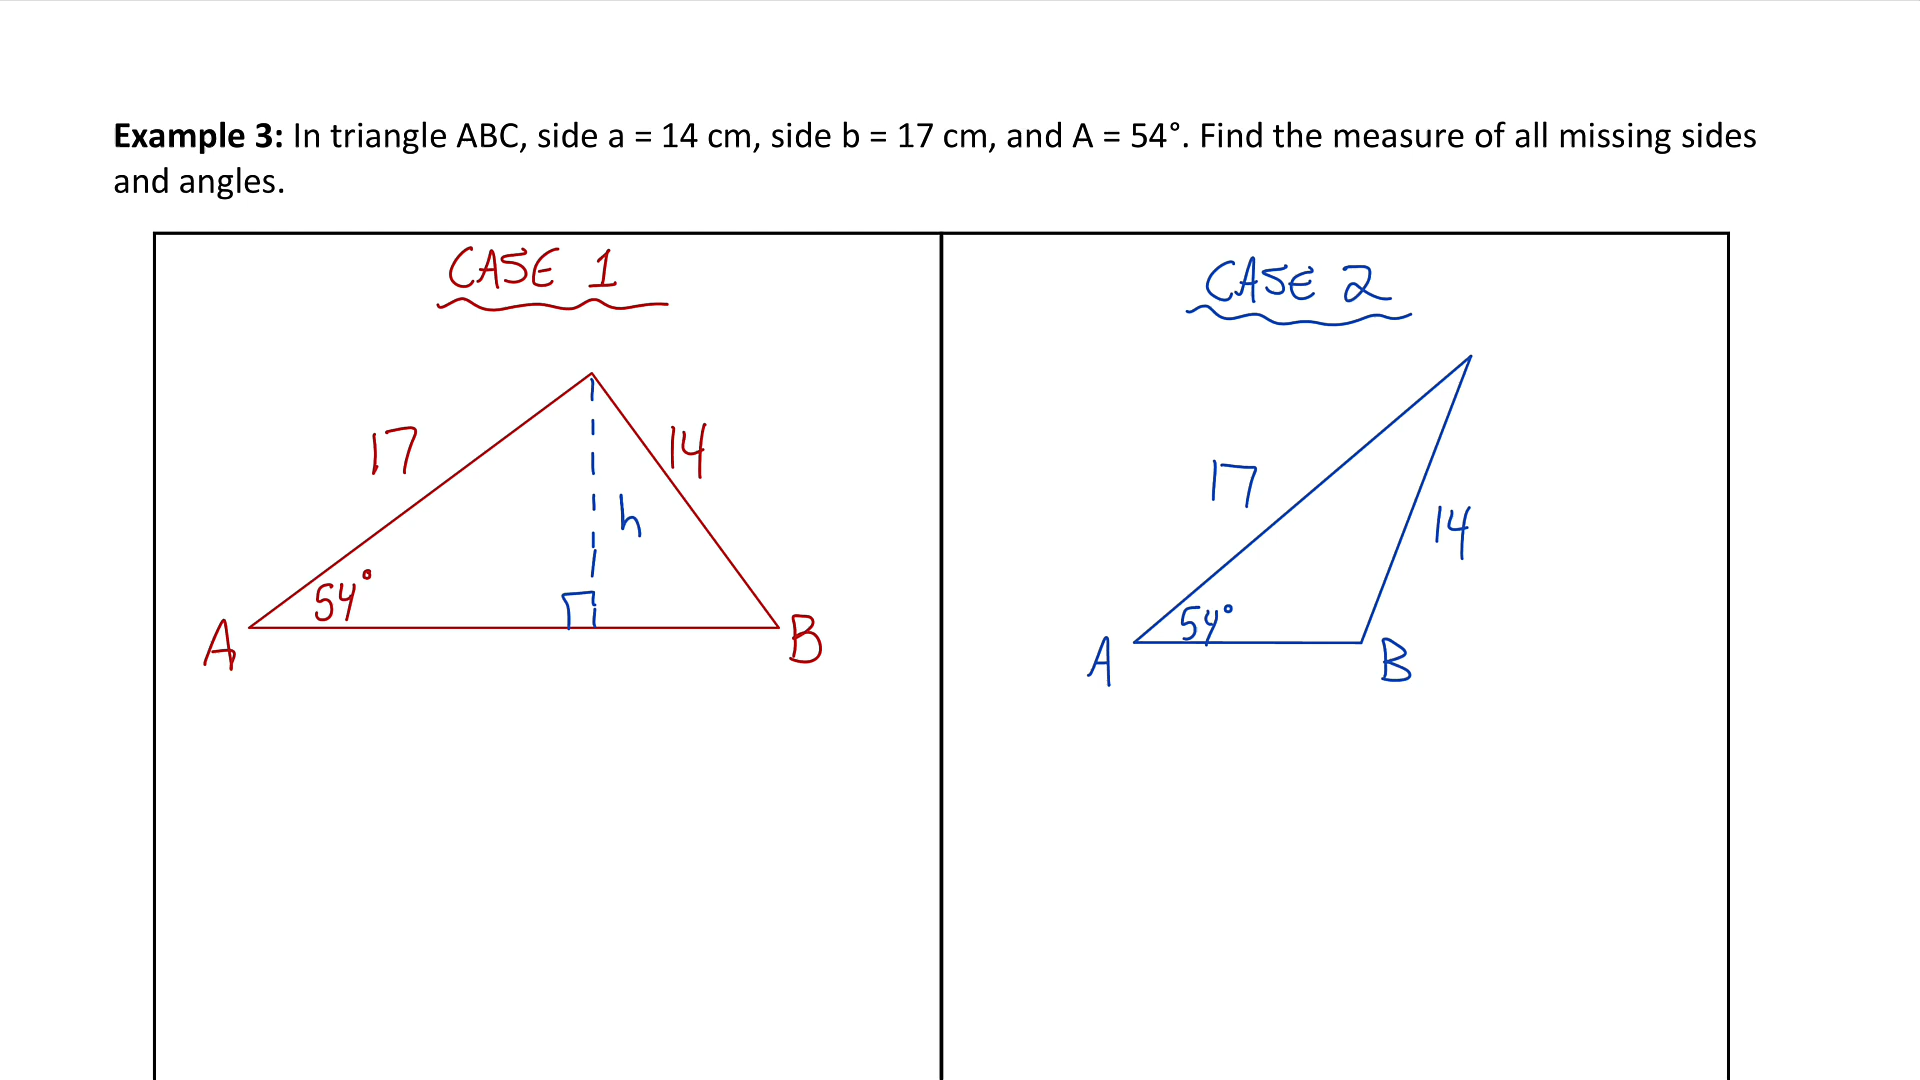 Example 3: In triangle ABC, side a = 14 cm, side b = 17 cm, and A = 54°. Find the measure of all missing sides
and angles.
CASE 1
17
14
h
54°
A
B
CASE 2
17
14
54°
A
B